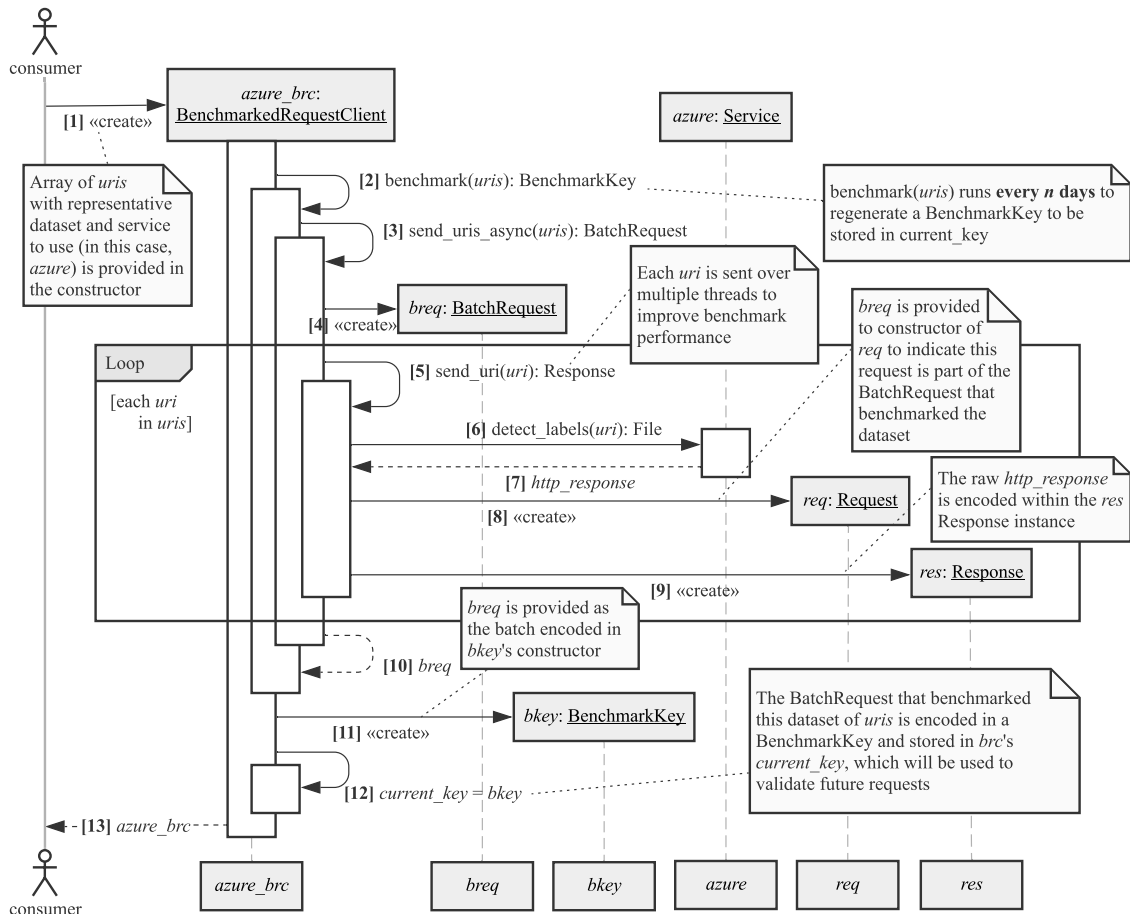 consumer
azure_brc:
BenchmarkedRequestClient
azure: Service
[1] «create»
Array of uris
with representative
dataset and service
to use (in this case,
azure) is provided in
the constructor
[2] benchmark(uris): BenchmarkKey
benchmark(uris) runs every n days to
regenerate a BenchmarkKey to be
stored in current_key
[3] send_uris_async(uris): BatchRequest
Each uri is sent over
multiple threads to
improve benchmark
performance
[4] «create»
breq: BatchRequest
breq is provided
to constructor of
req to indicate this
request is part of the
BatchRequest that
benchmarked the
dataset
Loop
[each uri
in uris]
[5] send_uri(uri): Response
[6] detect_labels(uri): File
[7] http_response
[8] «create»
req: Request
The raw http_response
is encoded within the res
Response instance
[9] «create»
res: Response
breq is provided as
the batch encoded in
bkey's constructor
[10] breq
[11] «create»
bkey: BenchmarkKey
The BatchRequest that benchmarked
this dataset of uris is encoded in a
BenchmarkKey and stored in brc's
current_key, which will be used to
validate future requests
[12] current_key = bkey
[13] azure_brc
consumer
azure_brc
breq
bkey
azure
req
res